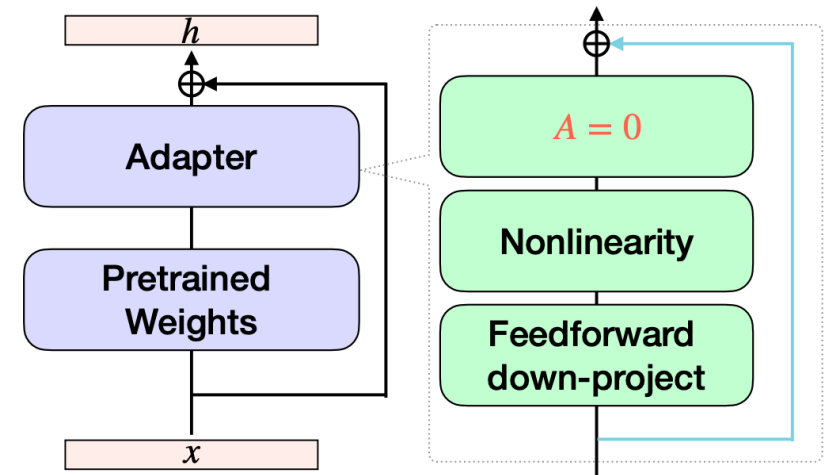 h
Adapter
Pretrained
Weights
x
A = 0
Nonlinearity
Feedforward
down-project